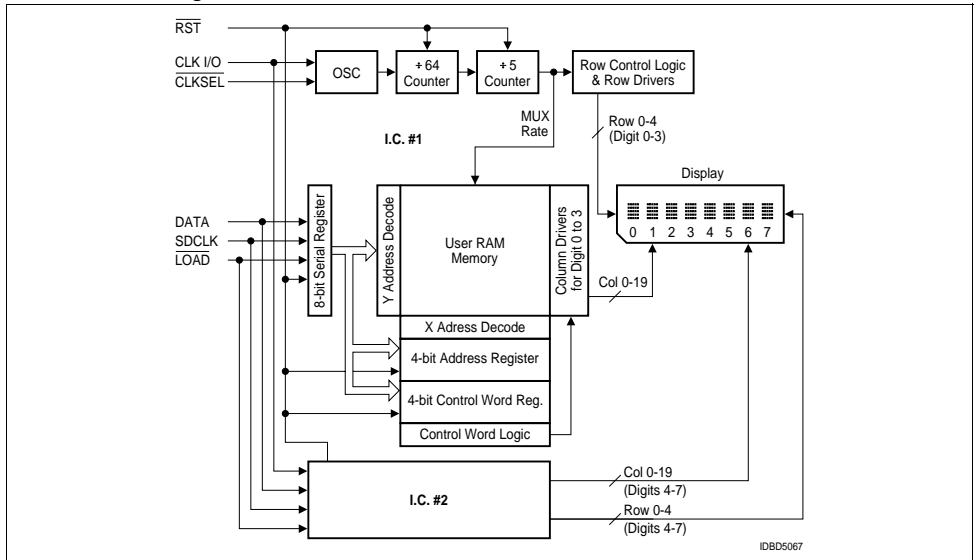 RST
CLK I/O
CLKSEL
OSC
÷ 64
Counter
÷ 5
Counter
Row Control Logic
& Row Drivers
MUX
Rate
I.C. #1
Row 0-4
(Digit 0-3)
Display
0 1 2 3 4 5 6 7
DATA
SDCLK
LOAD
8-bit Serial Register
Y Address Decode
User RAM
Memory
Column Drivers
for Digit 0 to 3
Col 0-19
X Adress Decode
4-bit Address Register
4-bit Control Word Reg.
Control Word Logic
I.C. #2
Col 0-19
(Digits 4-7)
Row 0-4
(Digits 4-7)
IDBD5067